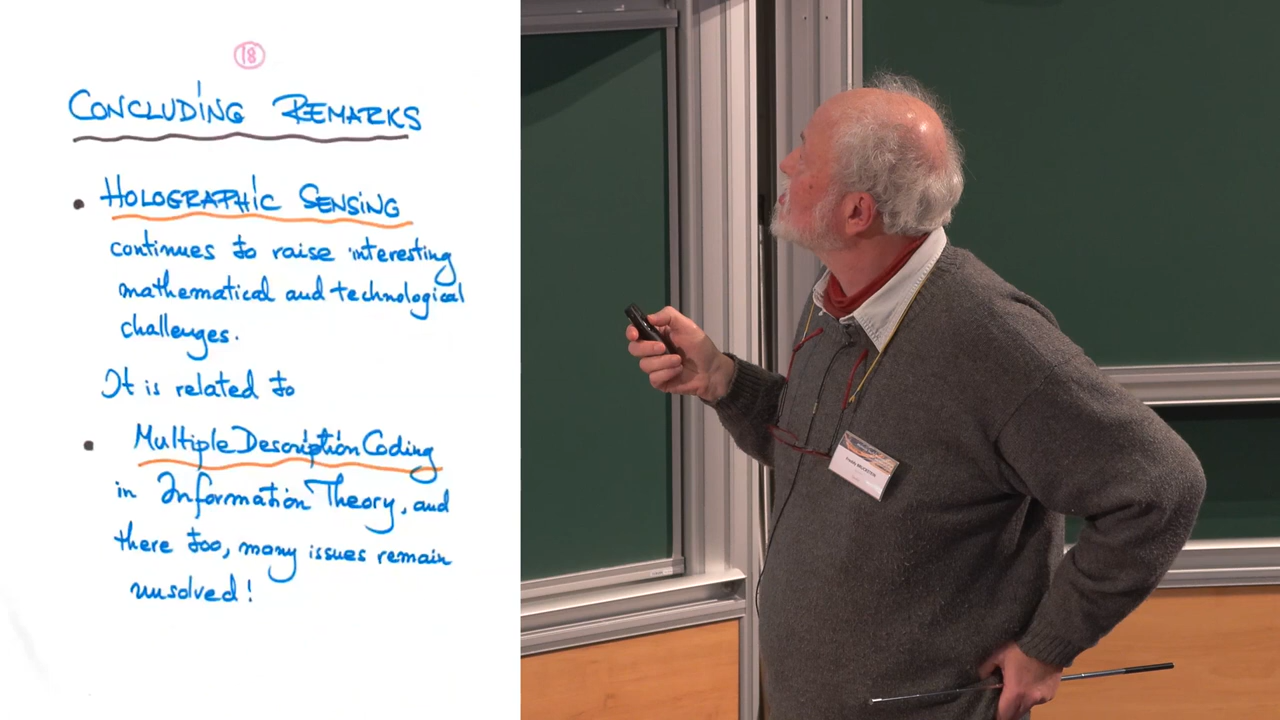 18
CONCLUDING REMARKS
• HOLOGRAPHIC SENSING
continues to raise interesting
mathematical and technological
challenges.
It is related to
• Multiple Description Coding
in Information Theory, and
there too, many issues remain
unsolved!